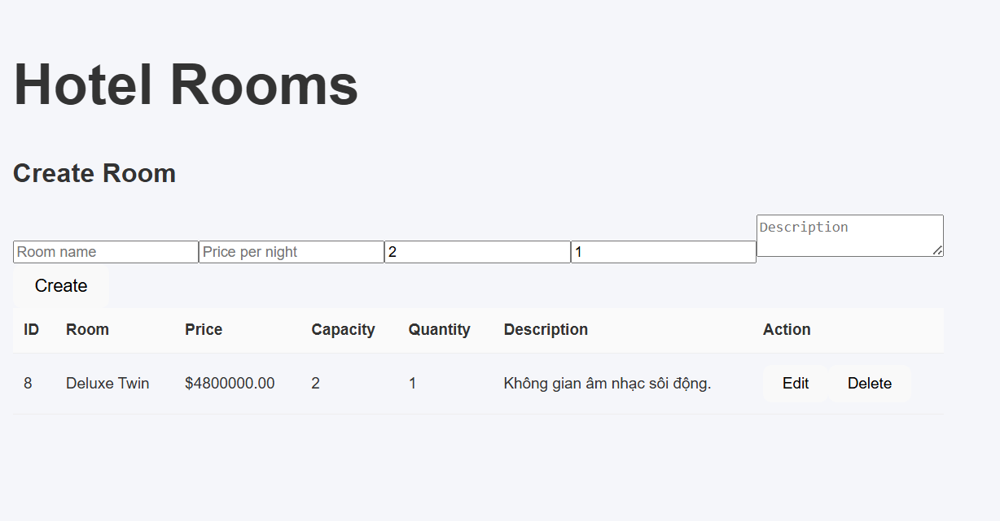 Hotel Rooms
Create Room
Room name Price per night 2 1 Description
Create
ID Room Price Capacity Quantity Description Action
8 Deluxe Twin $4800000.00 2 1 Không gian âm nhạc sôi động. Edit Delete